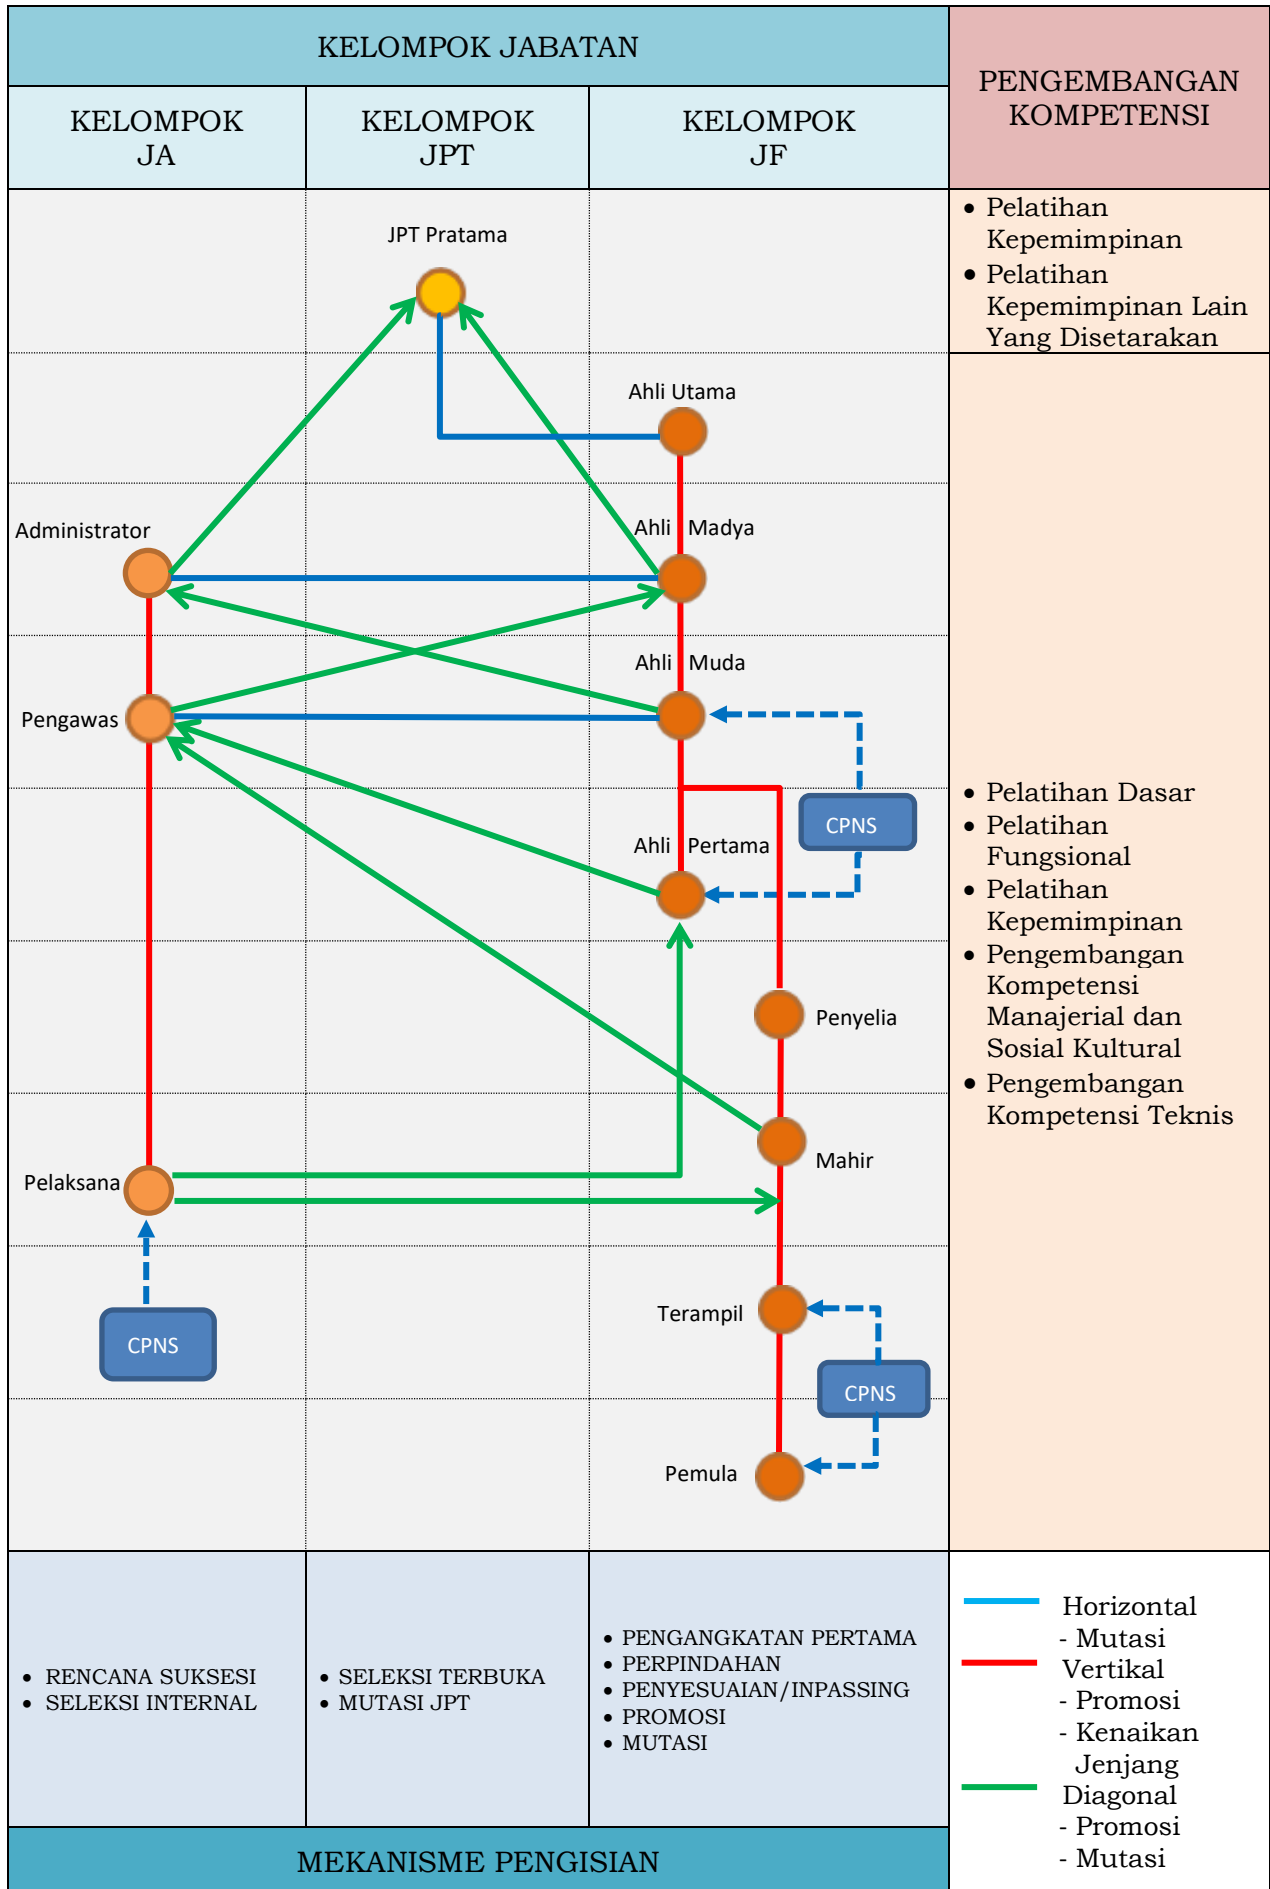 KELOMPOK JABATAN
PENGEMBANGAN
KOMPETENSI
KELOMPOK
JA
KELOMPOK
JPT
KELOMPOK
JF
JPT Pratama
• Pelatihan
Kepemimpinan
• Pelatihan
Kepemimpinan Lain
Yang Disetarakan
Ahli Utama
Administrator
Ahli Madya
Ahli Muda
Pengawas
CPNS
Ahli Pertama
• Pelatihan Dasar
• Pelatihan
Fungsional
• Pelatihan
Kepemimpinan
• Pengembangan
Kompetensi
Manajerial dan
Sosial Kultural
• Pengembangan
Kompetensi Teknis
Penyelia
Mahir
Pelaksana
Terampil
CPNS
CPNS
Pemula
• RENCANA SUKSESI
• SELEKSI INTERNAL
• SELEKSI TERBUKA
• MUTASI JPT
• PENGANGKATAN PERTAMA
• PERPINDAHAN
• PENYESUAIAN/INPASSING
• PROMOSI
• MUTASI
Horizontal
- Mutasi
Vertikal
- Promosi
- Kenaikan
Jenjang
Diagonal
- Promosi
- Mutasi
MEKANISME PENGISIAN